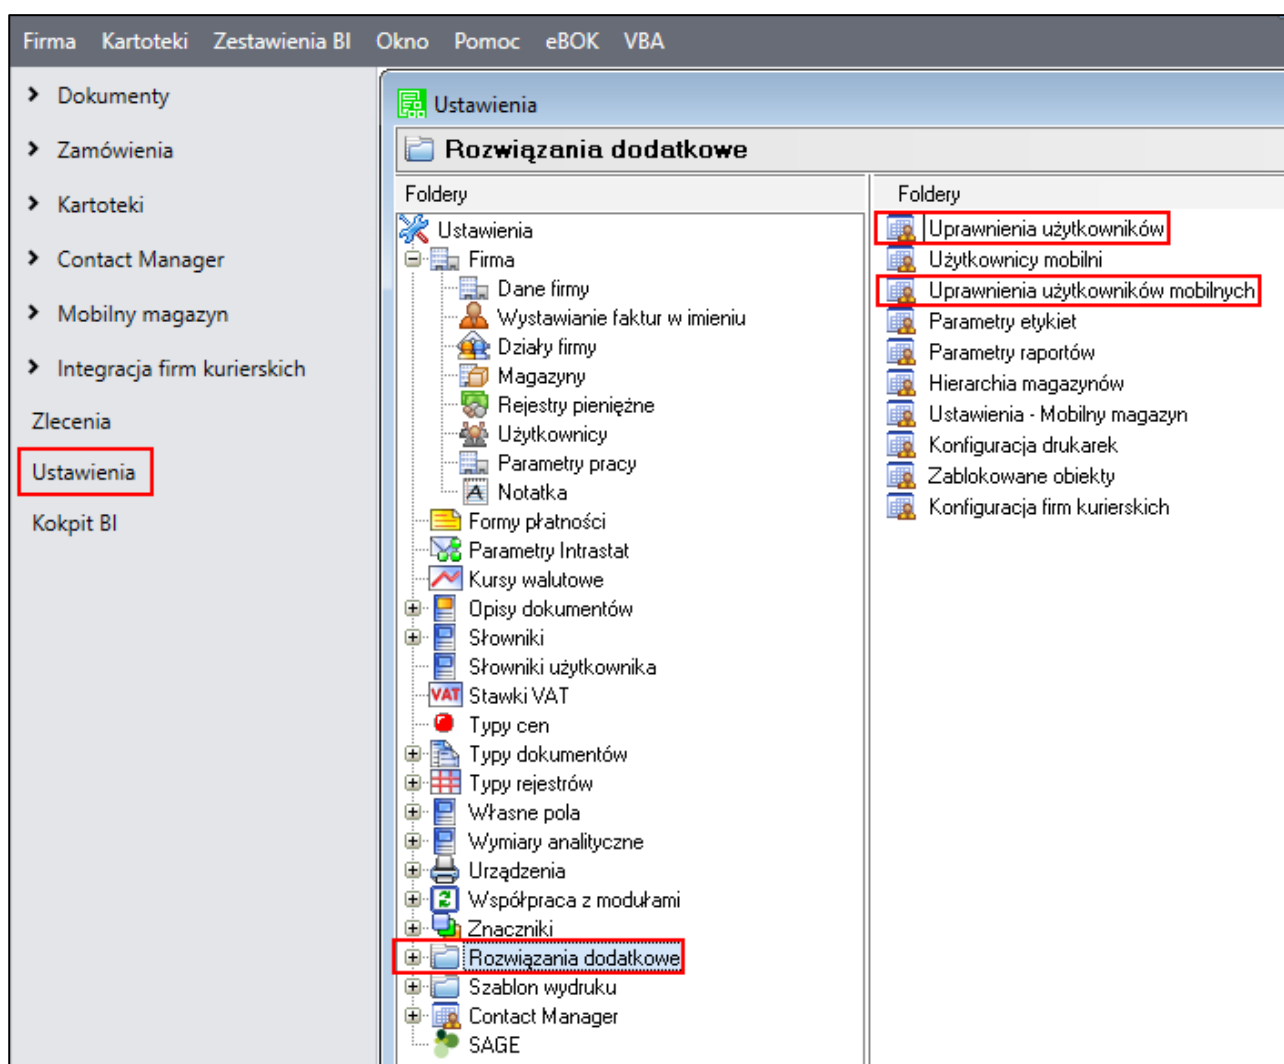 Firma Kartoteki Zestawienia BI Okno Pomoc eBOK VBA
Dokumenty
Zamówienia
Kartoteki
Contact Manager
Mobilny magazyn
Integracja firm kurierskich
Zlecenia
Ustawienia
Kokpit BI
Ustawienia
Rozwiązania dodatkowe
Foldery
Ustawienia
Firma
Dane firmy
Wystawianie faktur w imieniu
Działy firmy
Magazyny
Rejestry pieniężne
Użytkownicy
Parametry pracy
Notatka
Formy płatności
Parametry Intrastat
Kursy walutowe
Opisy dokumentów
Słowniki
Słowniki użytkownika
VAT Stawki VAT
Typy cen
Typy dokumentów
Typy rejestrów
Własne pola
Wymiary analityczne
Urządzenia
Współpraca z modułami
Znaczniki
Rozwiązania dodatkowe
Szablon wydruku
Contact Manager
SAGE
Foldery
Uprawnienia użytkowników
Użytkownicy mobilni
Uprawnienia użytkowników mobilnych
Parametry etykiet
Parametry raportów
Hierarchia magazynów
Ustawienia - Mobilny magazyn
Konfiguracja drukarek
Zablokowane obiekty
Konfiguracja firm kurierskich